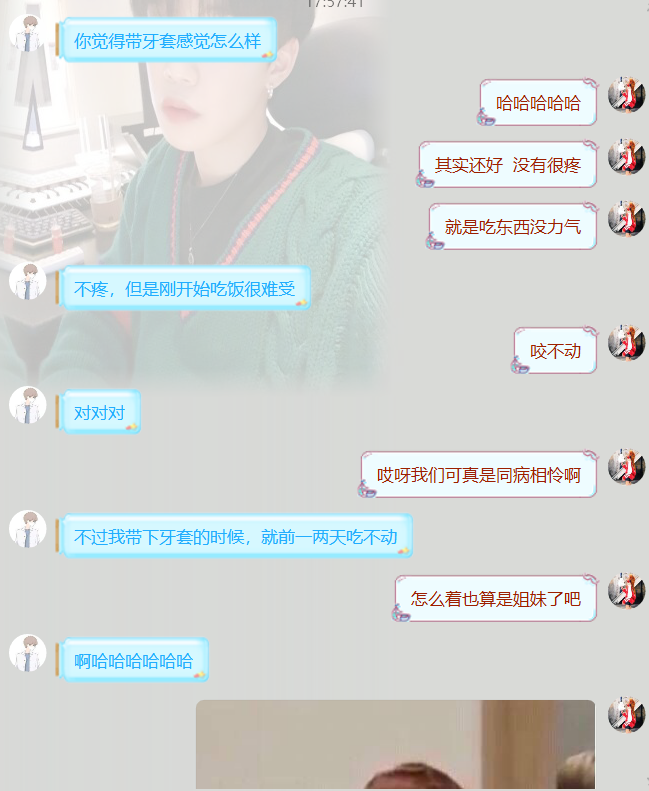 17:57:41
你觉得带牙套感觉怎么样
哈哈哈哈哈
其实还好 没有很疼
就是吃东西没力气
不疼，但是刚开始吃饭很难受
咬不动
对对对
哎呀我们可真是同病相怜啊
不过我带下牙套的时候，就前一两天吃不动
怎么着也算是姐妹了吧
啊哈哈哈哈哈哈